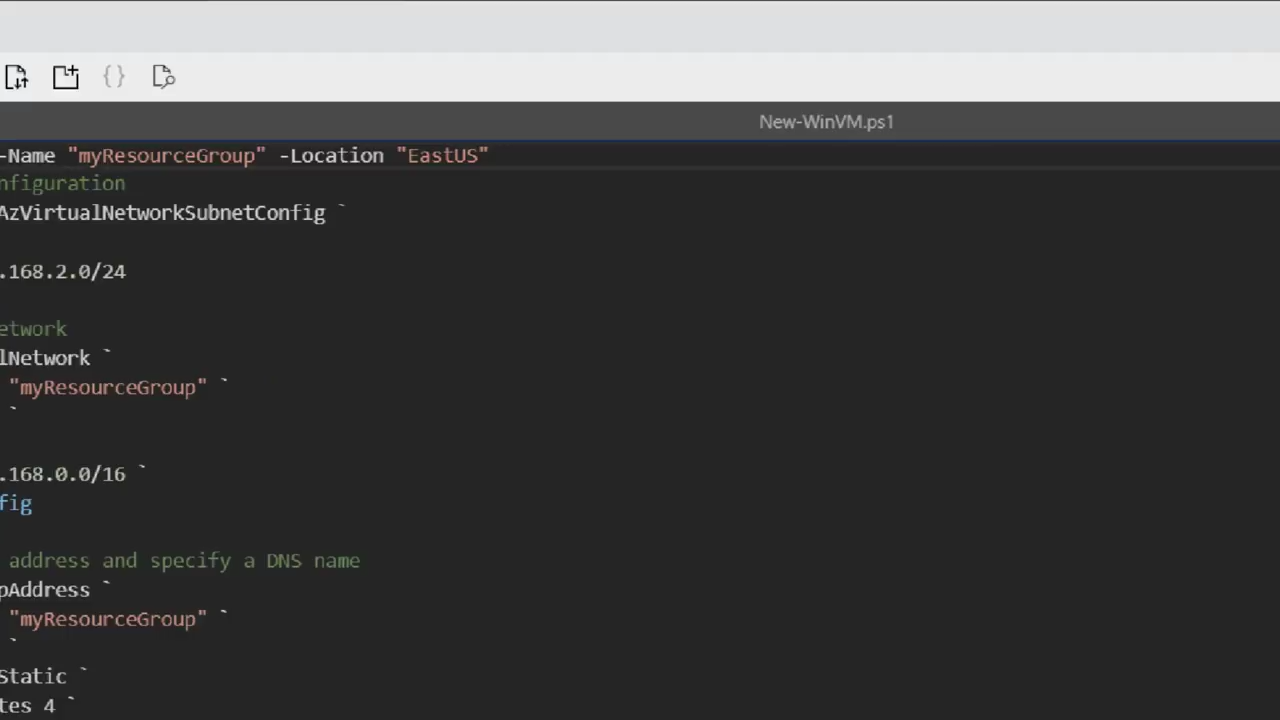 New-WinVM.ps1
-Name "myResourceGroup" -Location "EastUS"
nfiguration
AzVirtualNetworkSubnetConfig `
.168.2.0/24
etwork
lNetwork `
"myResourceGroup" `
`
.168.0.0/16 `
fig
address and specify a DNS name
pAddress `
"myResourceGroup" `
`
Static `
tes 4 `